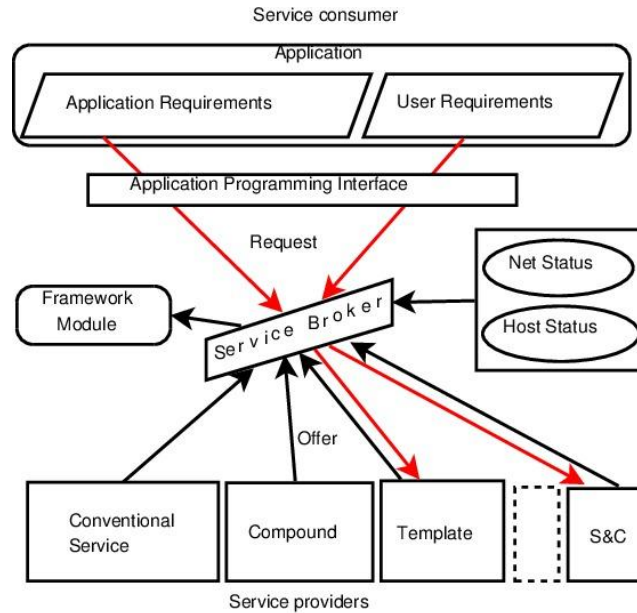 Service consumer
Application
Application Requirements
User Requirements
Application Programming Interface
Request
Net Status
Host Status
Framework
Module
Service Broker
Offer
Conventional
Service
Compound
Template
S&C
Service providers